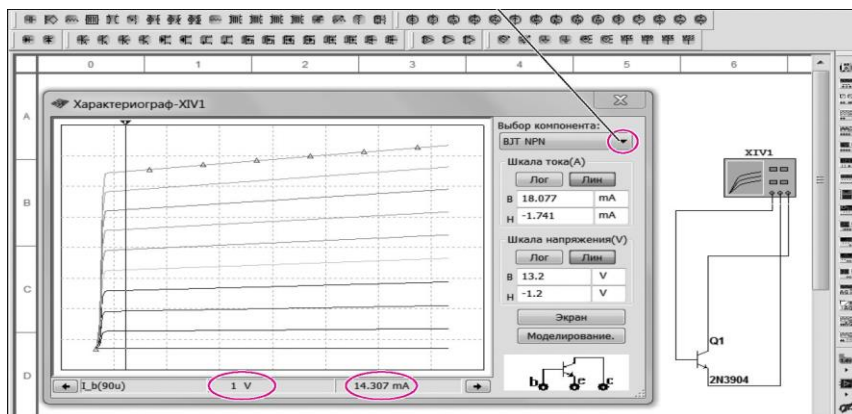 0 1 2 3 4 5 6
A
B
C
D
Характериограф-XIV1
Выбор компонента:
BJT NPN
Шкала тока(А)
Лог Лин
В 18.077 mA
Н -1.741 mA
Шкала напряжения(V)
Лог Лин
В 13.2 V
Н -1.2 V
Экран
Моделирование.
b e c
I_b(90u) 1 V 14.307 mA
XIV1
Q1
2N3904